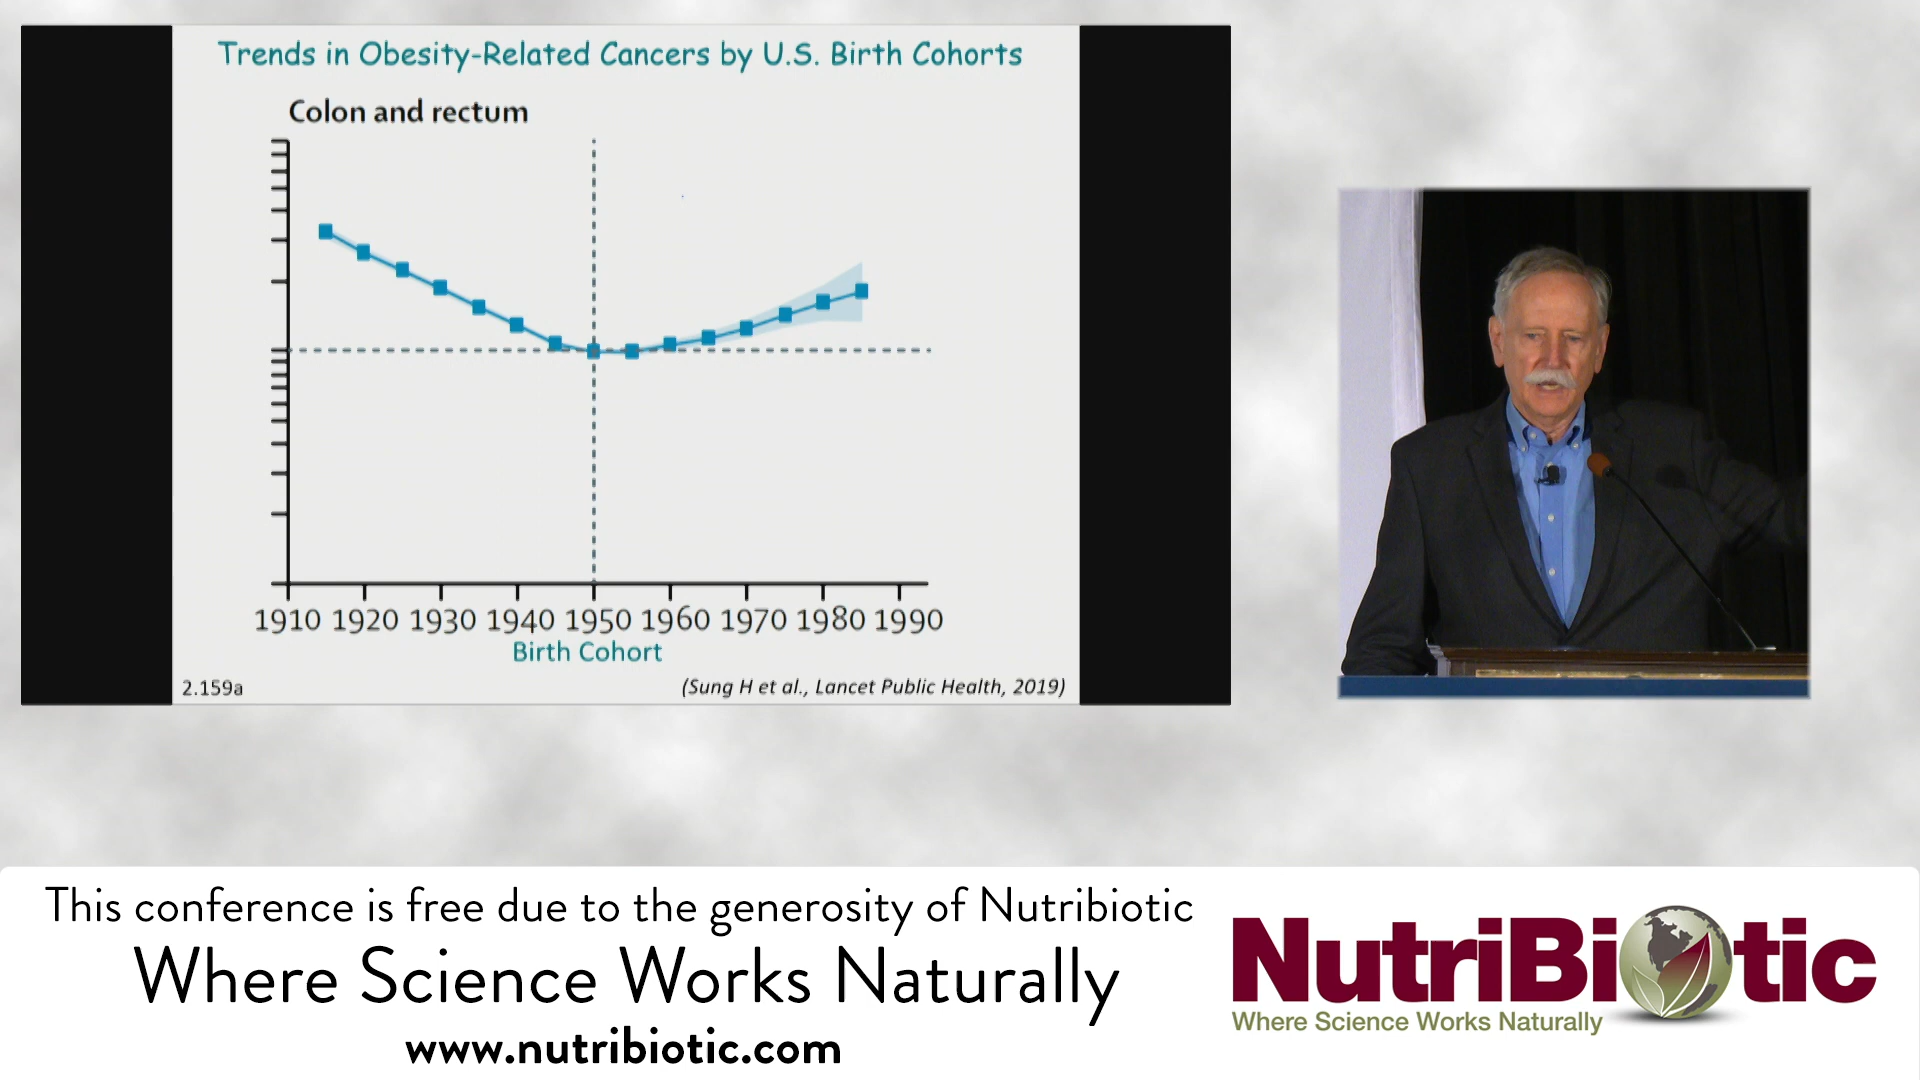 Trends in Obesity-Related Cancers by U.S. Birth Cohorts
Colon and rectum
1910 1920 1930 1940 1950 1960 1970 1980 1990
Birth Cohort
2.159a
(Sung H et al., Lancet Public Health, 2019)
This conference is free due to the generosity of Nutribiotic
Where Science Works Naturally
www.nutribiotic.com
NutriBiotic
Where Science Works Naturally